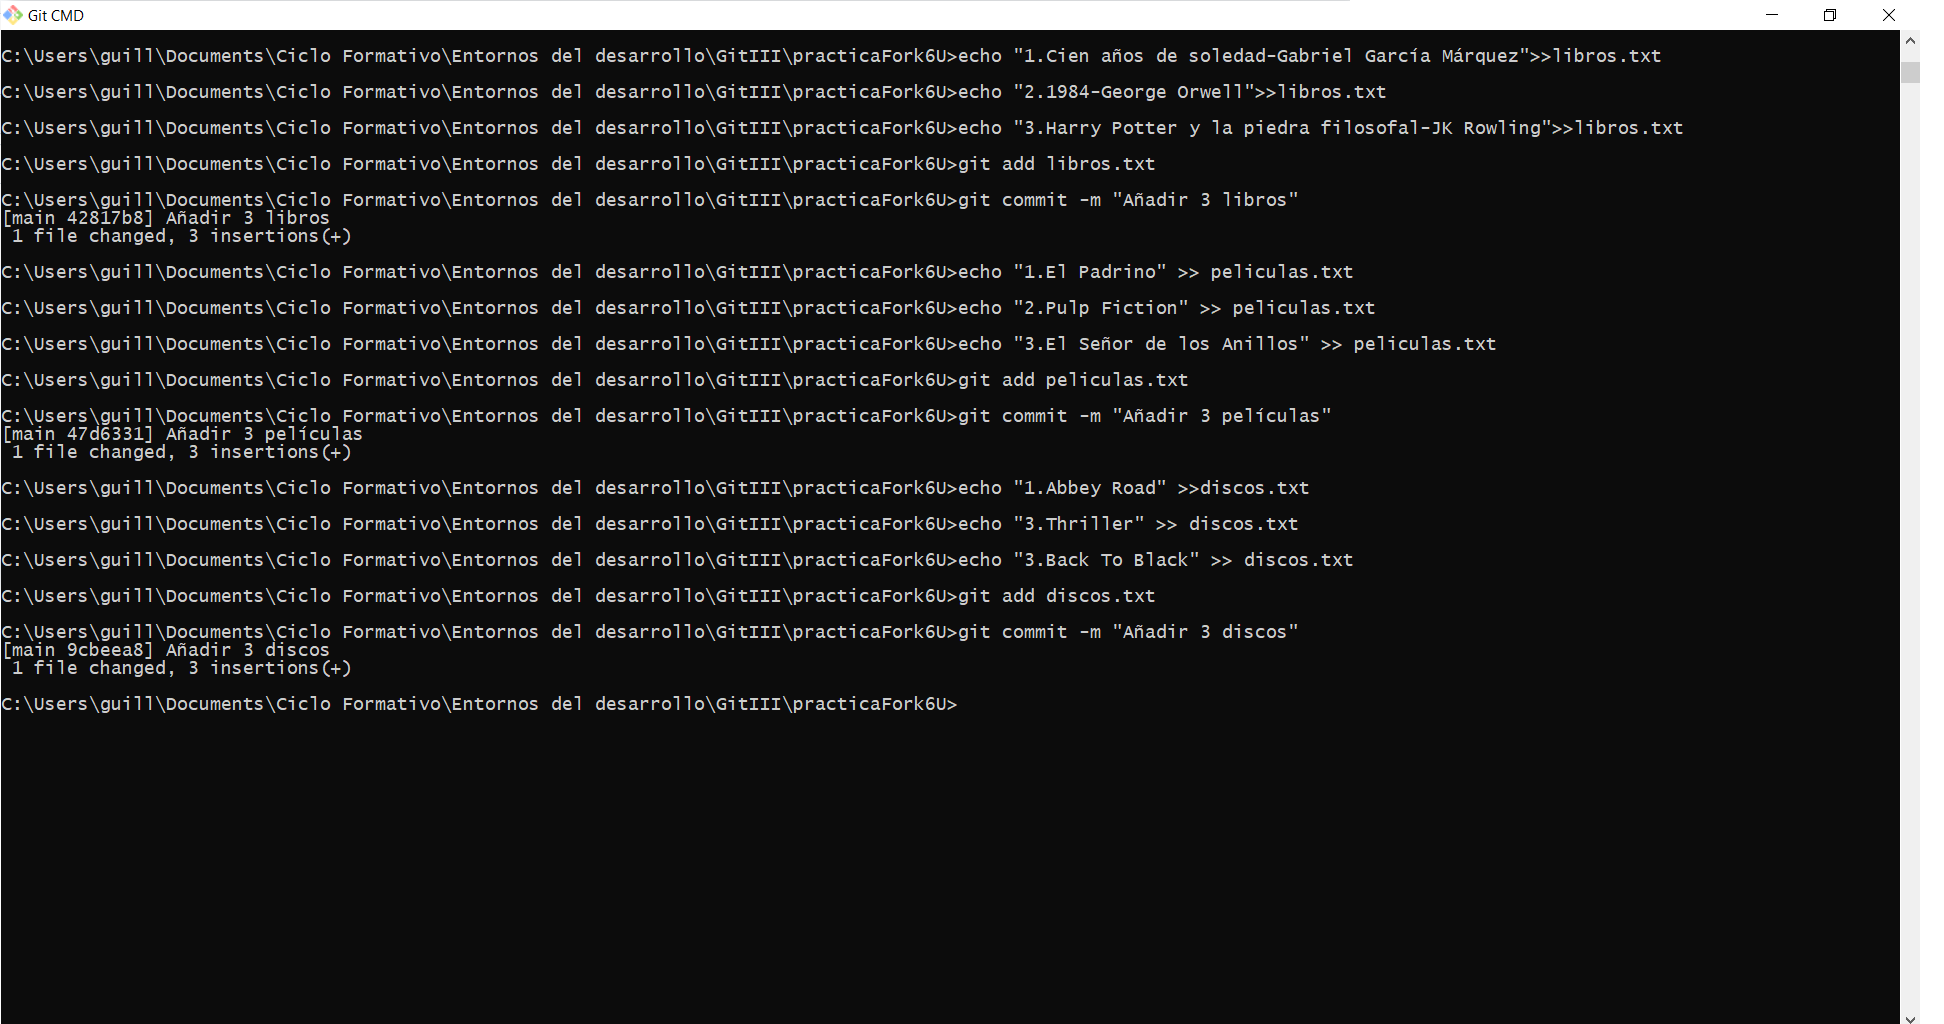 Git CMD
C:\Users\guill\Documents\Ciclo Formativo\Entornos del desarrollo\GitIII\practicaFork6U>echo "1.Cien años de soledad-Gabriel García Márquez">>libros.txt
C:\Users\guill\Documents\Ciclo Formativo\Entornos del desarrollo\GitIII\practicaFork6U>echo "2.1984-George Orwell">>libros.txt
C:\Users\guill\Documents\Ciclo Formativo\Entornos del desarrollo\GitIII\practicaFork6U>echo "3.Harry Potter y la piedra filosofal-JK Rowling">>libros.txt
C:\Users\guill\Documents\Ciclo Formativo\Entornos del desarrollo\GitIII\practicaFork6U>git add libros.txt
C:\Users\guill\Documents\Ciclo Formativo\Entornos del desarrollo\GitIII\practicaFork6U>git commit -m "Añadir 3 libros"
[main 42817b8] Añadir 3 libros
 1 file changed, 3 insertions(+)
C:\Users\guill\Documents\Ciclo Formativo\Entornos del desarrollo\GitIII\practicaFork6U>echo "1.El Padrino" >> peliculas.txt
C:\Users\guill\Documents\Ciclo Formativo\Entornos del desarrollo\GitIII\practicaFork6U>echo "2.Pulp Fiction" >> peliculas.txt
C:\Users\guill\Documents\Ciclo Formativo\Entornos del desarrollo\GitIII\practicaFork6U>echo "3.El Señor de los Anillos" >> peliculas.txt
C:\Users\guill\Documents\Ciclo Formativo\Entornos del desarrollo\GitIII\practicaFork6U>git add peliculas.txt
C:\Users\guill\Documents\Ciclo Formativo\Entornos del desarrollo\GitIII\practicaFork6U>git commit -m "Añadir 3 películas"
[main 47d6331] Añadir 3 películas
 1 file changed, 3 insertions(+)
C:\Users\guill\Documents\Ciclo Formativo\Entornos del desarrollo\GitIII\practicaFork6U>echo "1.Abbey Road" >>discos.txt
C:\Users\guill\Documents\Ciclo Formativo\Entornos del desarrollo\GitIII\practicaFork6U>echo "3.Thriller" >> discos.txt
C:\Users\guill\Documents\Ciclo Formativo\Entornos del desarrollo\GitIII\practicaFork6U>echo "3.Back To Black" >> discos.txt
C:\Users\guill\Documents\Ciclo Formativo\Entornos del desarrollo\GitIII\practicaFork6U>git add discos.txt
C:\Users\guill\Documents\Ciclo Formativo\Entornos del desarrollo\GitIII\practicaFork6U>git commit -m "Añadir 3 discos"
[main 9cbeea8] Añadir 3 discos
 1 file changed, 3 insertions(+)
C:\Users\guill\Documents\Ciclo Formativo\Entornos del desarrollo\GitIII\practicaFork6U>